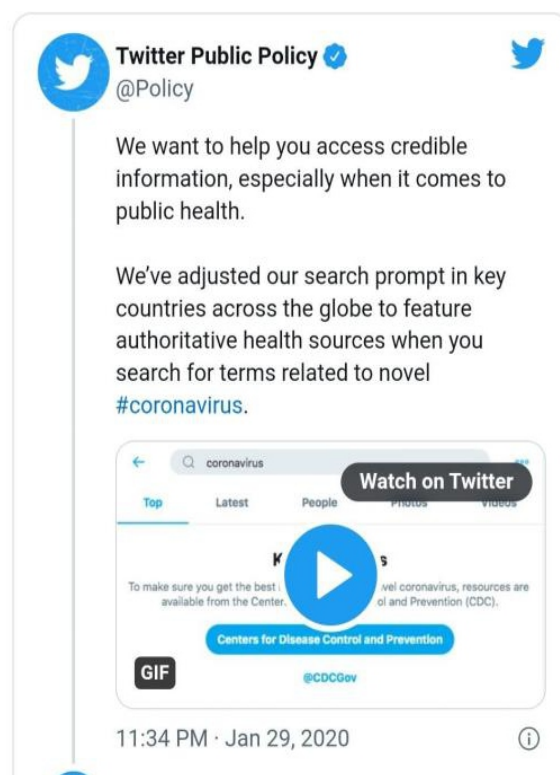 Twitter Public Policy
@Policy
We want to help you access credible
information, especially when it comes to
public health.
We've adjusted our search prompt in key
countries across the globe to feature
authoritative health sources when you
search for terms related to novel
#coronavirus.
coronavirus
Watch on Twitter
Top Latest People Photos Videos
K s
To make sure you get the best vel coronavirus, resources are
available from the Center. ol and Prevention (CDC).
Centers for Disease Control and Prevention
GIF
@CDCGov
11:34 PM · Jan 29, 2020